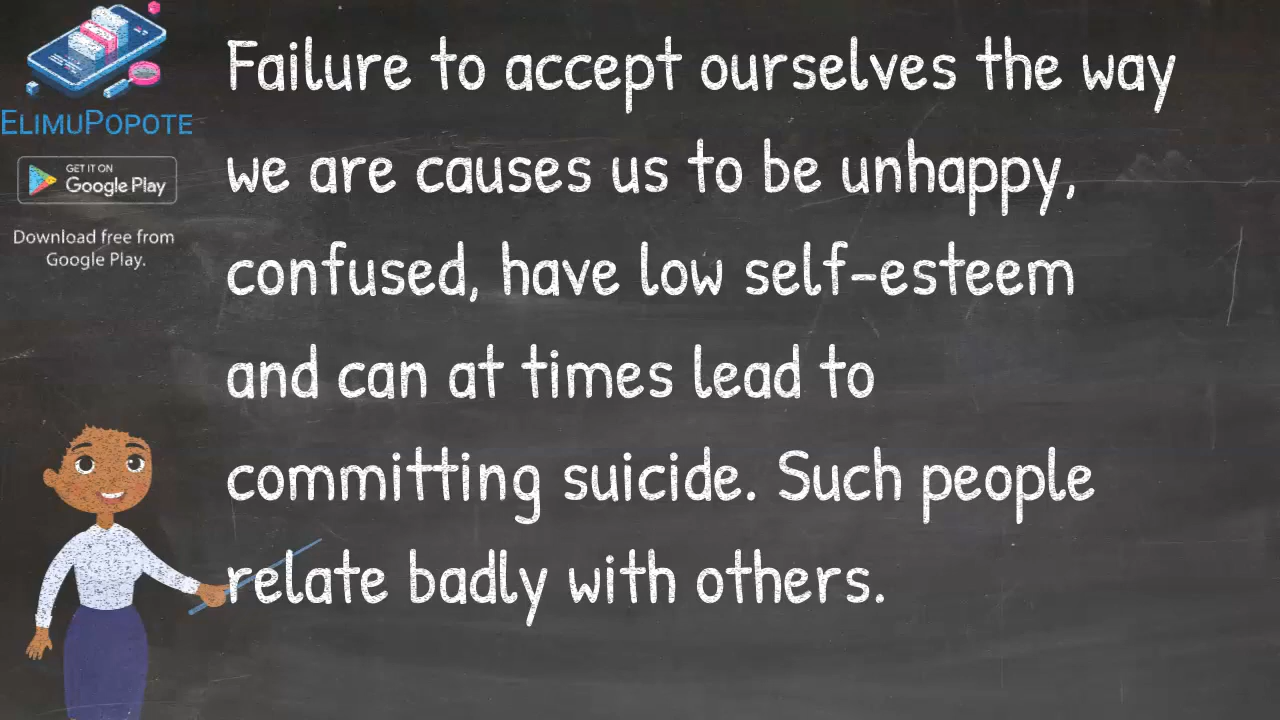 ELIMUPOPOTE
GET IT ON
Google Play
Download free from
Google Play.
Failure to accept ourselves the way
we are causes us to be unhappy,
confused, have low self-esteem
and can at times lead to
committing suicide. Such people
relate badly with others.